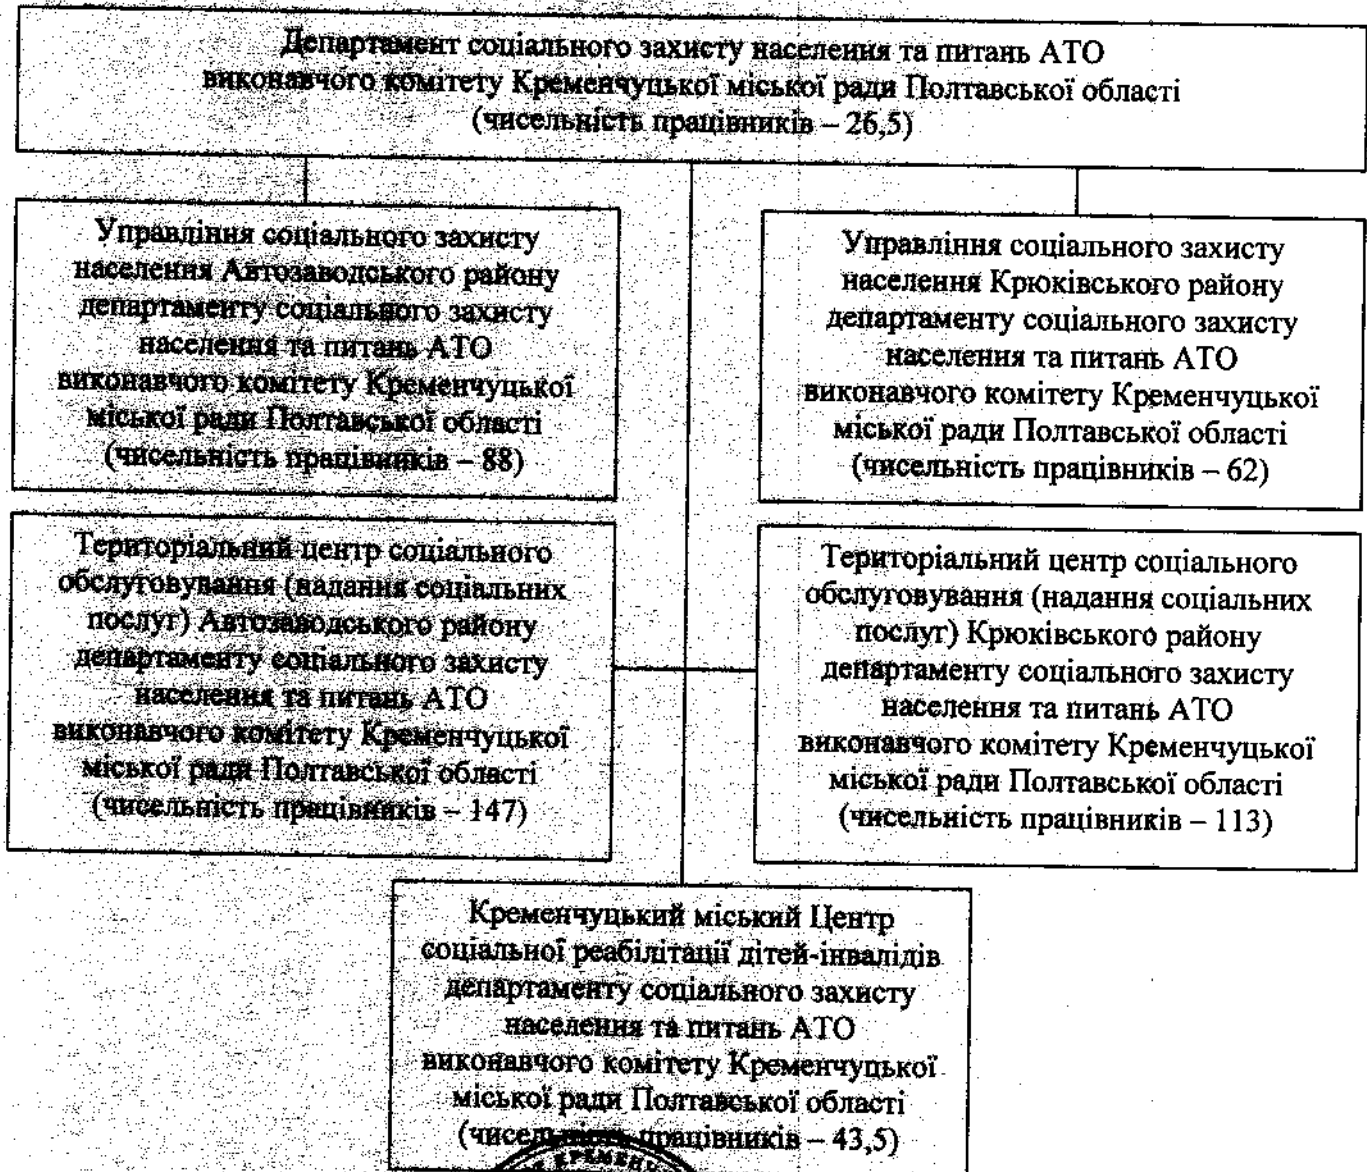 Департамент соціального захисту населення та питань АТО
виконавчого комітету Кременчуцької міської ради Полтавської області
(чисельність працівників – 26,5)
Управління соціального захисту
населення Автозаводського району
департаменту соціального захисту
населення та питань АТО
виконавчого комітету Кременчуцької
міської ради Полтавської області
(чисельність працівників – 88)
Управління соціального захисту
населення Крюківського району
департаменту соціального захисту
населення та питань АТО
виконавчого комітету Кременчуцької
міської ради Полтавської області
(чисельність працівників – 62)
Територіальний центр соціального
обслуговування (надання соціальних
послуг) Автозаводського району
департаменту соціального захисту
населення та питань АТО
виконавчого комітету Кременчуцької
міської ради Полтавської області
(чисельність працівників – 147)
Територіальний центр соціального
обслуговування (надання соціальних
послуг) Крюківського району
департаменту соціального захисту
населення та питань АТО
виконавчого комітету Кременчуцької
міської ради Полтавської області
(чисельність працівників – 113)
Кременчуцький міський Центр
соціальної реабілітації дітей-інвалідів
департаменту соціального захисту
населення та питань АТО
виконавчого комітету Кременчуцької
міської ради Полтавської області
(чисельність працівників – 43,5)